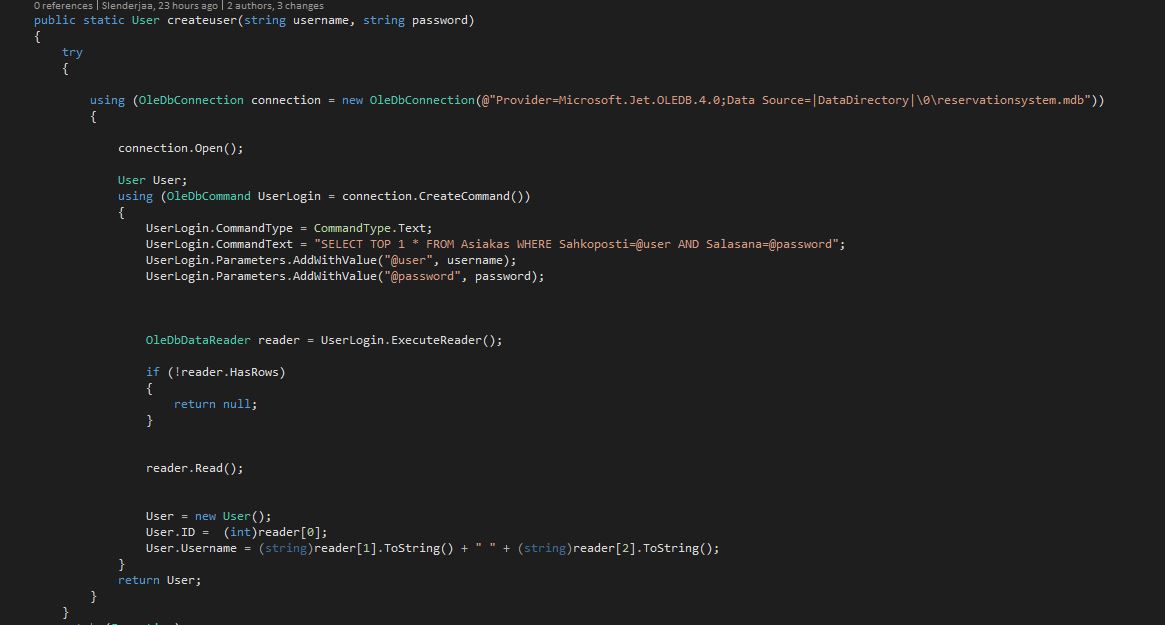 0 references | Slenderjaa, 23 hours ago | 2 authors, 3 changes
public static User createuser(string username, string password)
{
try
{
using (OleDbConnection connection = new OleDbConnection(@"Provider=Microsoft.Jet.OLEDB.4.0;Data Source=|DataDirectory|\0\reservationsystem.mdb"))
{
connection.Open();
User User;
using (OleDbCommand UserLogin = connection.CreateCommand())
{
UserLogin.CommandType = CommandType.Text;
UserLogin.CommandText = "SELECT TOP 1 * FROM Asiakas WHERE Sahkoposti=@user AND Salasana=@password";
UserLogin.Parameters.AddWithValue("@user", username);
UserLogin.Parameters.AddWithValue("@password", password);
OleDbDataReader reader = UserLogin.ExecuteReader();
if (!reader.HasRows)
{
return null;
}
reader.Read();
User = new User();
User.ID =  (int)reader[0];
User.Username = (string)reader[1].ToString() + " " + (string)reader[2].ToString();
}
return User;
}
}